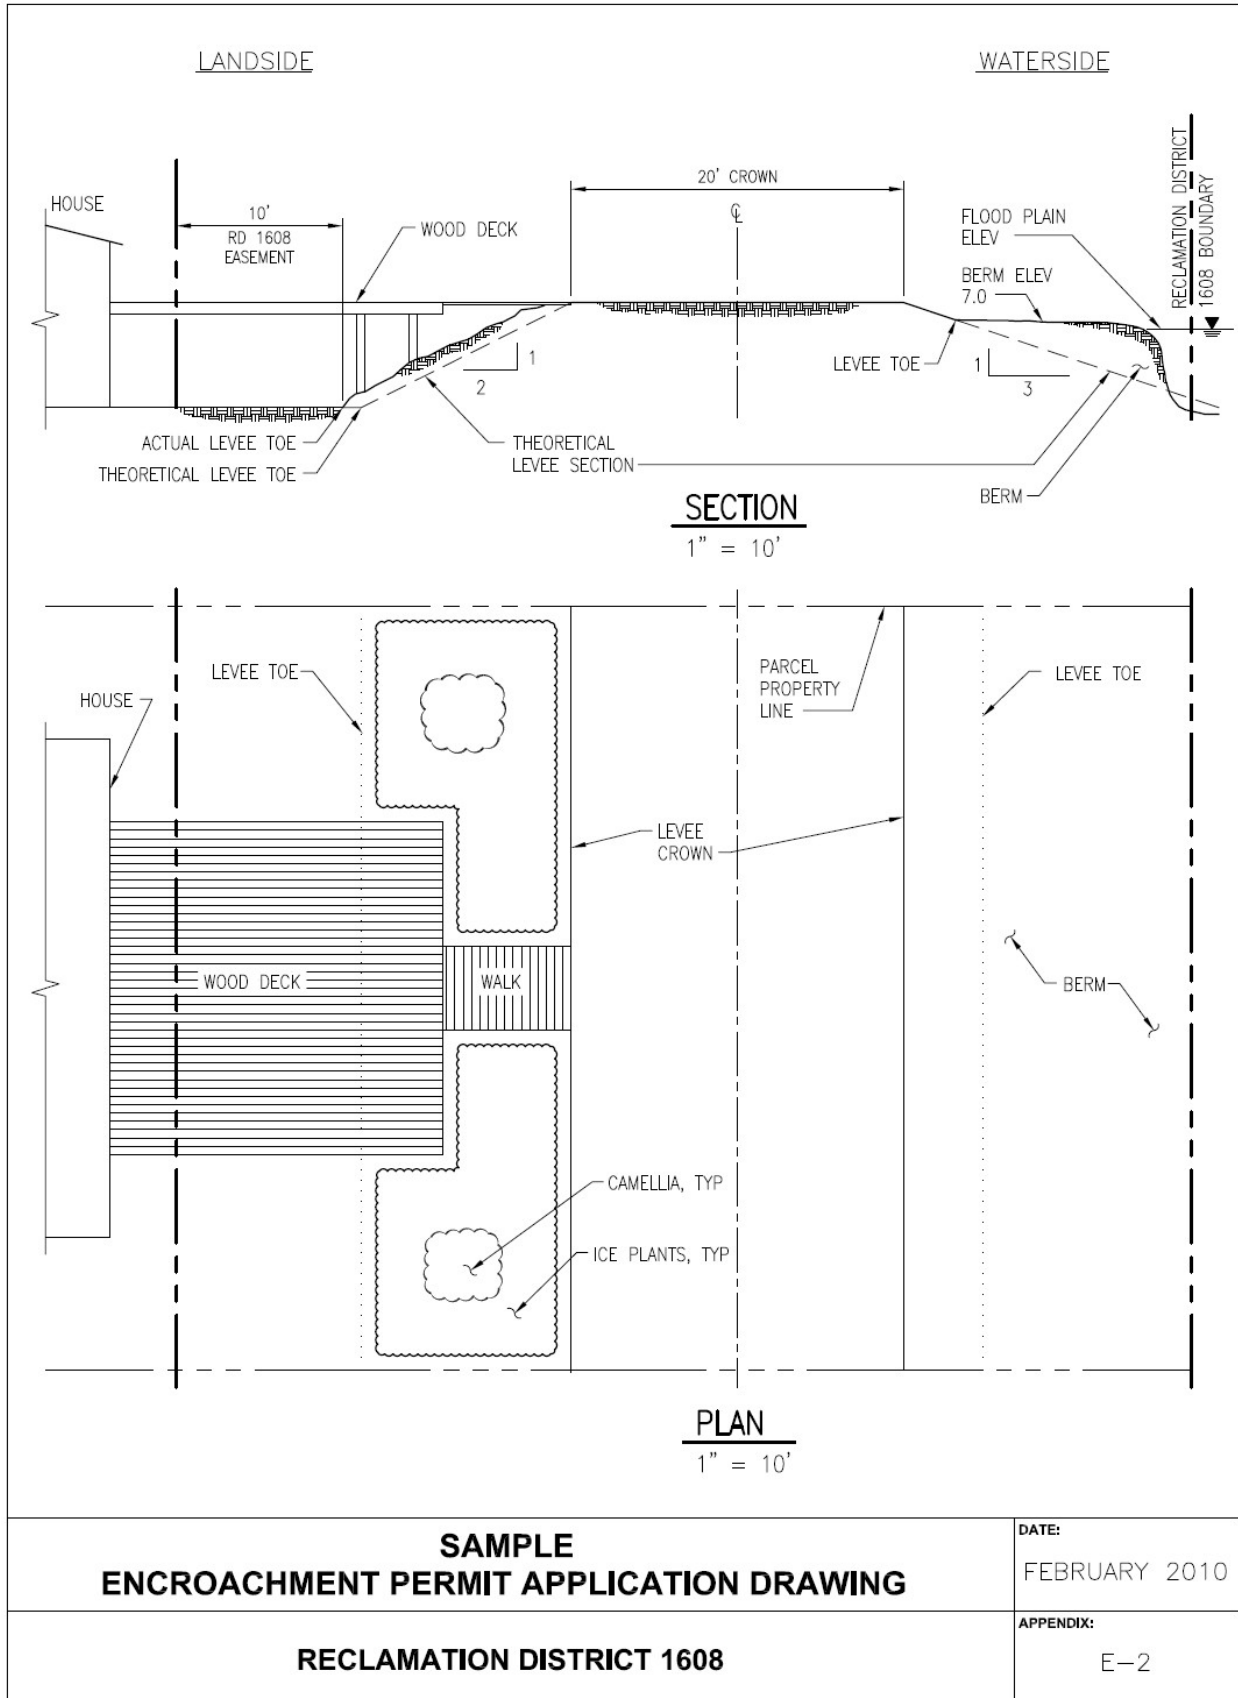 LANDSIDE
WATERSIDE
RECLAMATION DISTRICT
1608 BOUNDARY
20' CROWN
HOUSE
10'
RD 1608
EASEMENT
WOOD DECK
℄
FLOOD PLAIN
ELEV
BERM ELEV
7.0
LEVEE TOE
1
2
1
3
ACTUAL LEVEE TOE
THEORETICAL LEVEE TOE
THEORETICAL
LEVEE SECTION
BERM
SECTION
1" = 10'
LEVEE TOE
HOUSE
PARCEL
PROPERTY
LINE
LEVEE TOE
LEVEE
CROWN
WOOD DECK
WALK
BERM
CAMELLIA, TYP
ICE PLANTS, TYP
PLAN
1" = 10'
SAMPLE
ENCROACHMENT PERMIT APPLICATION DRAWING
DATE:
FEBRUARY 2010
RECLAMATION DISTRICT 1608
APPENDIX:
E-2